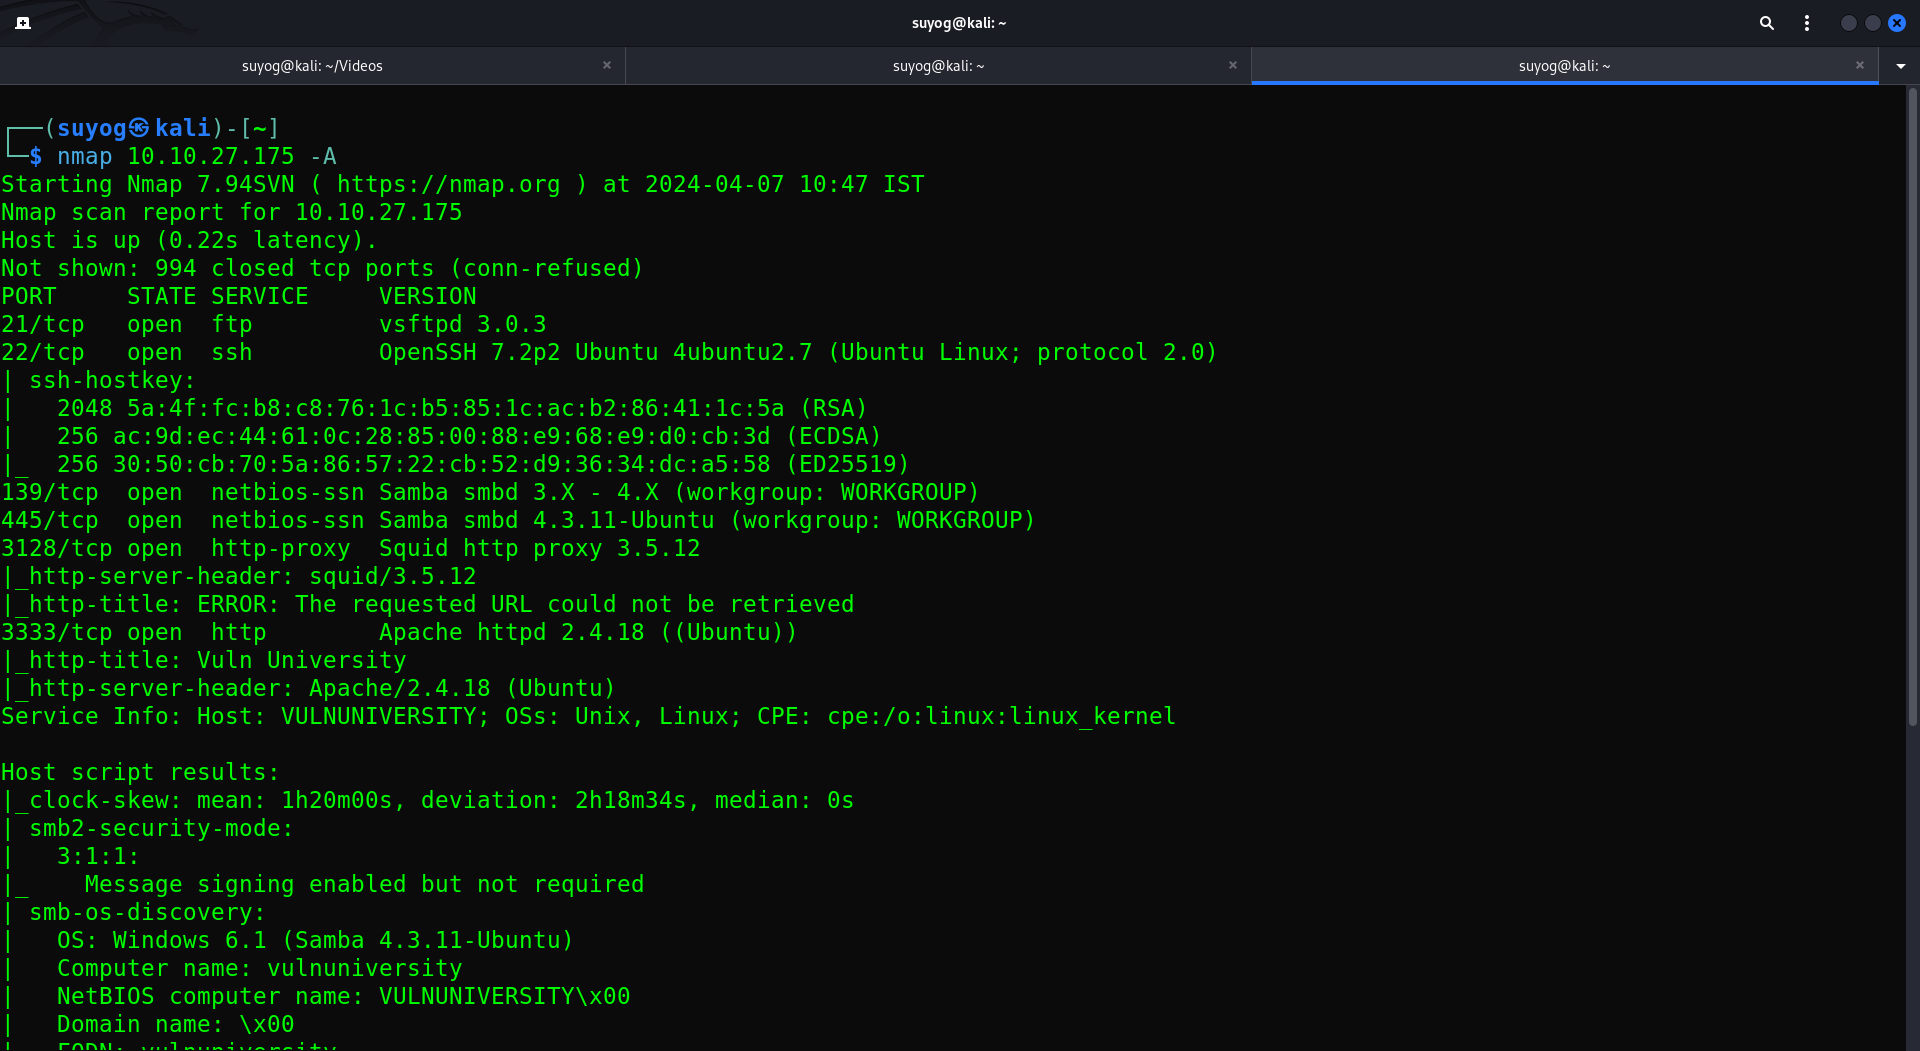 suyog@kali: ~
suyog@kali: ~/Videos
suyog@kali: ~
suyog@kali: ~
(suyog㉿kali)-[~]
$ nmap 10.10.27.175 -A
Starting Nmap 7.94SVN ( https://nmap.org ) at 2024-04-07 10:47 IST
Nmap scan report for 10.10.27.175
Host is up (0.22s latency).
Not shown: 994 closed tcp ports (conn-refused)
PORT     STATE SERVICE     VERSION
21/tcp   open  ftp         vsftpd 3.0.3
22/tcp   open  ssh         OpenSSH 7.2p2 Ubuntu 4ubuntu2.7 (Ubuntu Linux; protocol 2.0)
| ssh-hostkey:
|   2048 5a:4f:fc:b8:c8:76:1c:b5:85:1c:ac:b2:86:41:1c:5a (RSA)
|   256 ac:9d:ec:44:61:0c:28:85:00:88:e9:68:e9:d0:cb:3d (ECDSA)
|_  256 30:50:cb:70:5a:86:57:22:cb:52:d9:36:34:dc:a5:58 (ED25519)
139/tcp  open  netbios-ssn Samba smbd 3.X - 4.X (workgroup: WORKGROUP)
445/tcp  open  netbios-ssn Samba smbd 4.3.11-Ubuntu (workgroup: WORKGROUP)
3128/tcp open  http-proxy  Squid http proxy 3.5.12
|_http-server-header: squid/3.5.12
|_http-title: ERROR: The requested URL could not be retrieved
3333/tcp open  http        Apache httpd 2.4.18 ((Ubuntu))
|_http-title: Vuln University
|_http-server-header: Apache/2.4.18 (Ubuntu)
Service Info: Host: VULNUNIVERSITY; OSs: Unix, Linux; CPE: cpe:/o:linux:linux_kernel
Host script results:
|_clock-skew: mean: 1h20m00s, deviation: 2h18m34s, median: 0s
| smb2-security-mode:
|   3:1:1:
|_    Message signing enabled but not required
| smb-os-discovery:
|   OS: Windows 6.1 (Samba 4.3.11-Ubuntu)
|   Computer name: vulnuniversity
|   NetBIOS computer name: VULNUNIVERSITY\x00
|   Domain name: \x00
|   FQDN: vulnuniversity